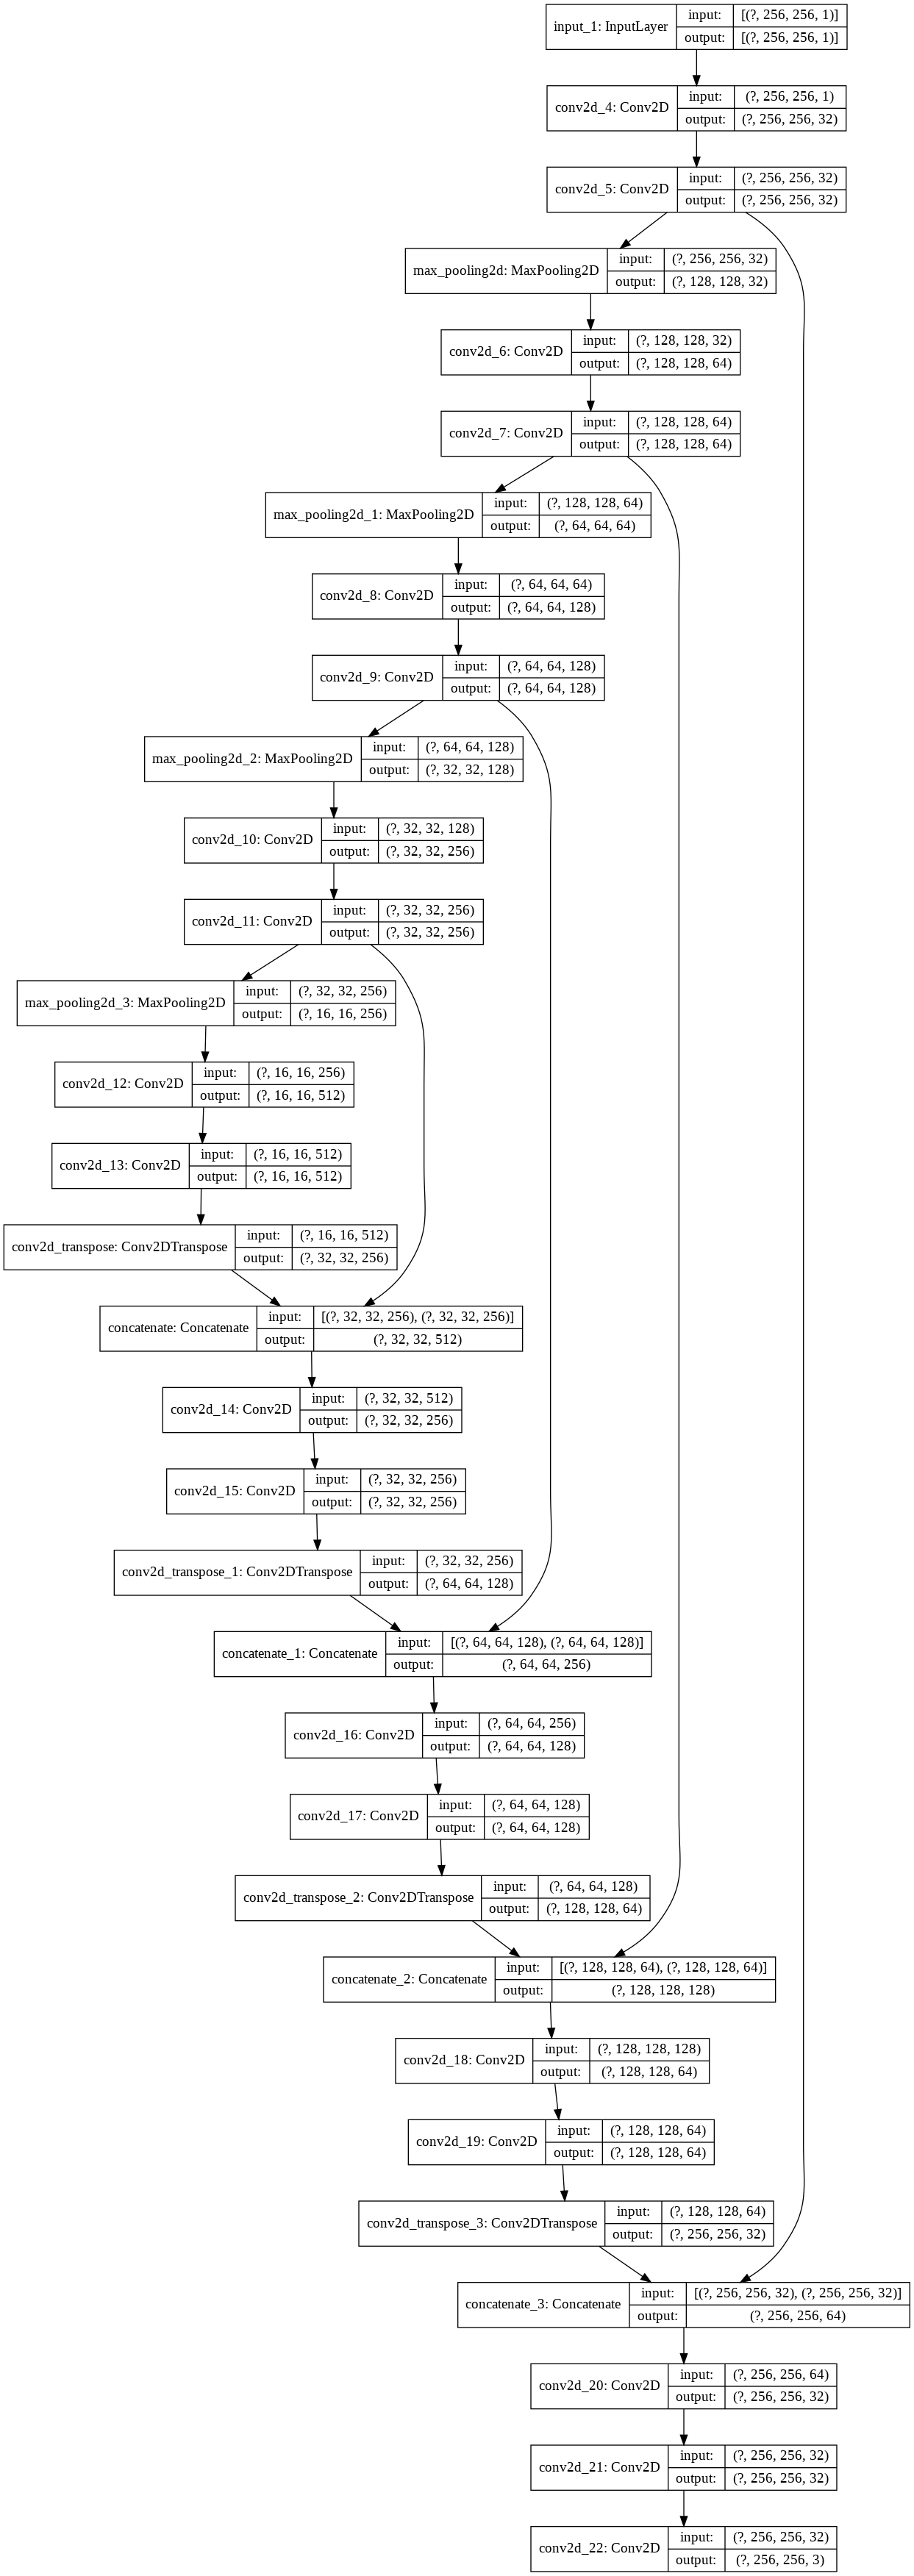 input_1: InputLayer input: [(?, 256, 256, 1)]
output: [(?, 256, 256, 1)]
conv2d_4: Conv2D input: (?, 256, 256, 1)
output: (?, 256, 256, 32)
conv2d_5: Conv2D input: (?, 256, 256, 32)
output: (?, 256, 256, 32)
max_pooling2d: MaxPooling2D input: (?, 256, 256, 32)
output: (?, 128, 128, 32)
conv2d_6: Conv2D input: (?, 128, 128, 32)
output: (?, 128, 128, 64)
conv2d_7: Conv2D input: (?, 128, 128, 64)
output: (?, 128, 128, 64)
max_pooling2d_1: MaxPooling2D input: (?, 128, 128, 64)
output: (?, 64, 64, 64)
conv2d_8: Conv2D input: (?, 64, 64, 64)
output: (?, 64, 64, 128)
conv2d_9: Conv2D input: (?, 64, 64, 128)
output: (?, 64, 64, 128)
max_pooling2d_2: MaxPooling2D input: (?, 64, 64, 128)
output: (?, 32, 32, 128)
conv2d_10: Conv2D input: (?, 32, 32, 128)
output: (?, 32, 32, 256)
conv2d_11: Conv2D input: (?, 32, 32, 256)
output: (?, 32, 32, 256)
max_pooling2d_3: MaxPooling2D input: (?, 32, 32, 256)
output: (?, 16, 16, 256)
conv2d_12: Conv2D input: (?, 16, 16, 256)
output: (?, 16, 16, 512)
conv2d_13: Conv2D input: (?, 16, 16, 512)
output: (?, 16, 16, 512)
conv2d_transpose: Conv2DTranspose input: (?, 16, 16, 512)
output: (?, 32, 32, 256)
concatenate: Concatenate input: [(?, 32, 32, 256), (?, 32, 32, 256)]
output: (?, 32, 32, 512)
conv2d_14: Conv2D input: (?, 32, 32, 512)
output: (?, 32, 32, 256)
conv2d_15: Conv2D input: (?, 32, 32, 256)
output: (?, 32, 32, 256)
conv2d_transpose_1: Conv2DTranspose input: (?, 32, 32, 256)
output: (?, 64, 64, 128)
concatenate_1: Concatenate input: [(?, 64, 64, 128), (?, 64, 64, 128)]
output: (?, 64, 64, 256)
conv2d_16: Conv2D input: (?, 64, 64, 256)
output: (?, 64, 64, 128)
conv2d_17: Conv2D input: (?, 64, 64, 128)
output: (?, 64, 64, 128)
conv2d_transpose_2: Conv2DTranspose input: (?, 64, 64, 128)
output: (?, 128, 128, 64)
concatenate_2: Concatenate input: [(?, 128, 128, 64), (?, 128, 128, 64)]
output: (?, 128, 128, 128)
conv2d_18: Conv2D input: (?, 128, 128, 128)
output: (?, 128, 128, 64)
conv2d_19: Conv2D input: (?, 128, 128, 64)
output: (?, 128, 128, 64)
conv2d_transpose_3: Conv2DTranspose input: (?, 128, 128, 64)
output: (?, 256, 256, 32)
concatenate_3: Concatenate input: [(?, 256, 256, 32), (?, 256, 256, 32)]
output: (?, 256, 256, 64)
conv2d_20: Conv2D input: (?, 256, 256, 64)
output: (?, 256, 256, 32)
conv2d_21: Conv2D input: (?, 256, 256, 32)
output: (?, 256, 256, 32)
conv2d_22: Conv2D input: (?, 256, 256, 32)
output: (?, 256, 256, 3)